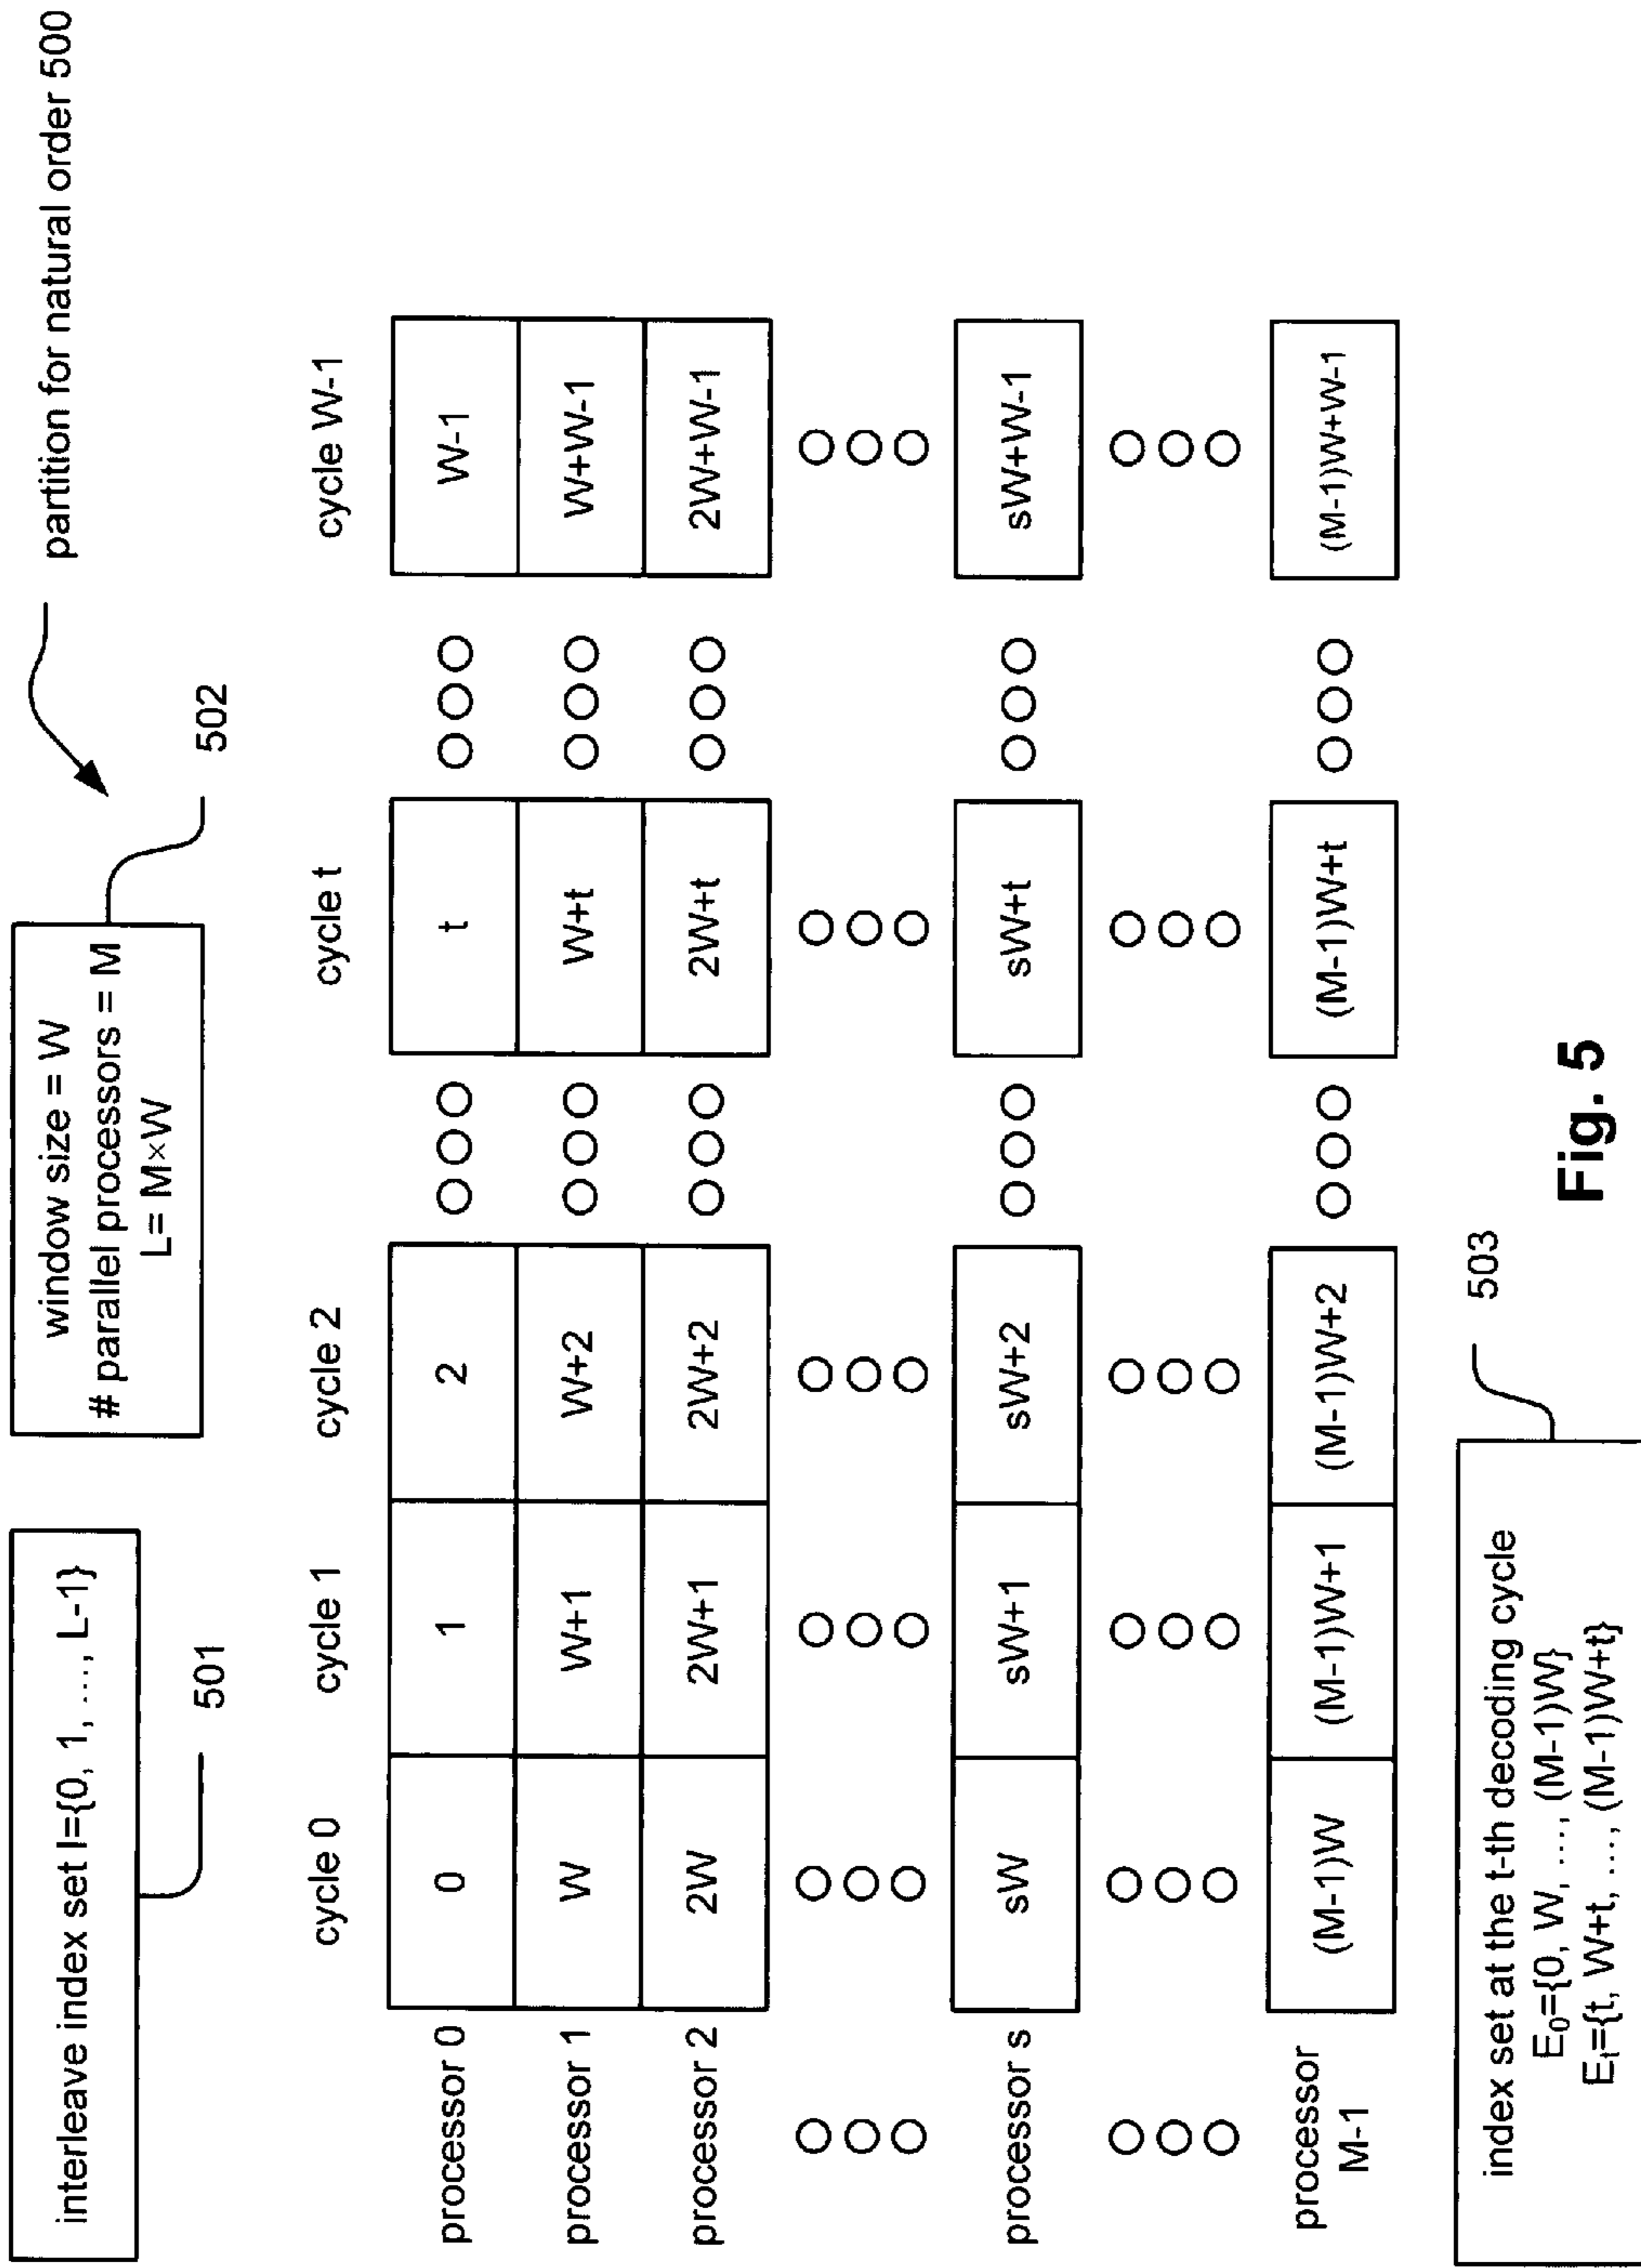 partition for natural order 500
interleave index set I={0, 1, ..., L-1}
501
window size = W
# parallel processors = M
L= M×W
502
cycle 0 cycle 1 cycle 2 cycle t cycle W-1
processor 0 0 1 2 t W-1
processor 1 W W+1 W+2 W+t W+W-1
processor 2 2W 2W+1 2W+2 2W+t 2W+W-1
processor s sW sW+1 sW+2 sW+t sW+W-1
processor
M-1 (M-1)W (M-1)W+1 (M-1)W+2 (M-1)W+t (M-1)W+W-1
index set at the t-th decoding cycle
E₀={0, W, ..., (M-1)W}
Eₜ={t, W+t, ..., (M-1)W+t}
503
Fig. 5